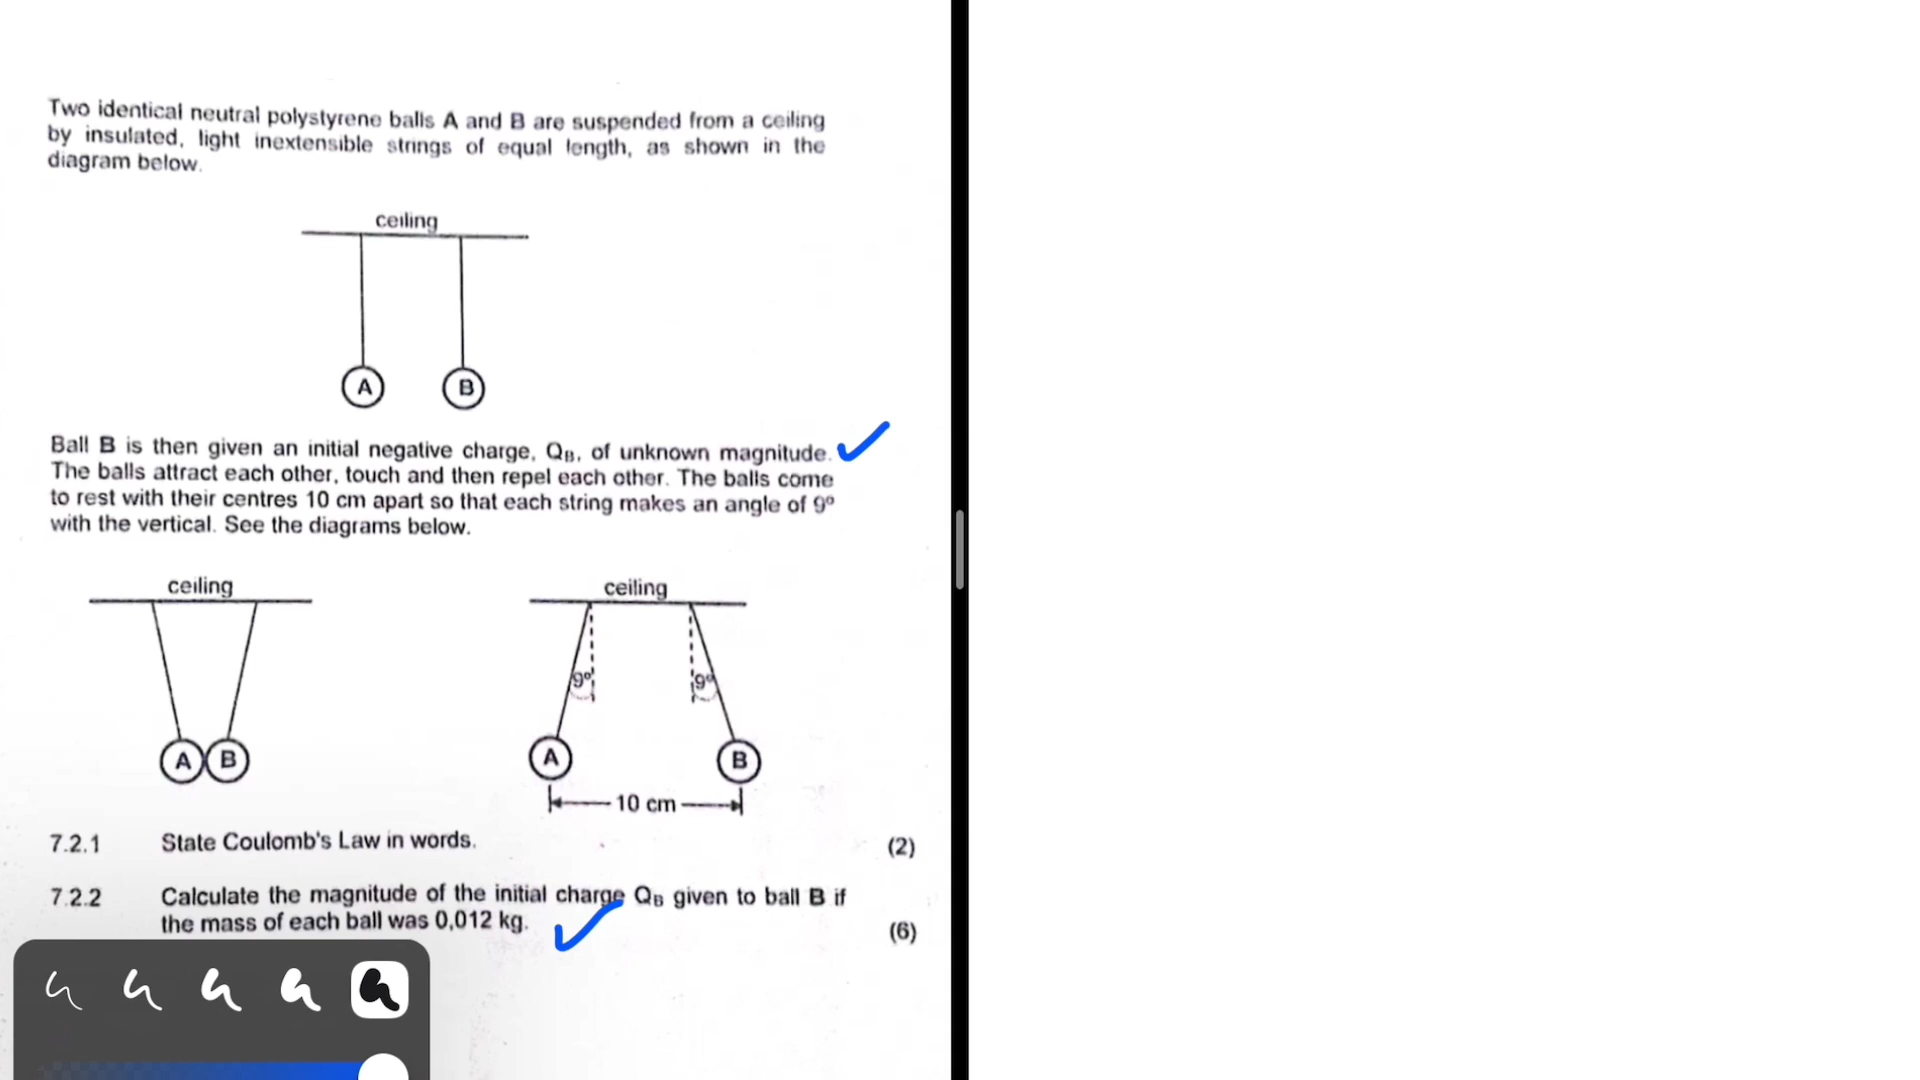 Two identical neutral polystyrene balls A and B are suspended from a ceiling
by insulated, light inextensible strings of equal length, as shown in the
diagram below.
ceiling
A B
Ball B is then given an initial negative charge, QB, of unknown magnitude.
The balls attract each other, touch and then repel each other. The balls come
to rest with their centres 10 cm apart so that each string makes an angle of 9º
with the vertical. See the diagrams below.
ceiling ceiling
9º 9º
A B A B
10 cm
7.2.1 State Coulomb's Law in words. (2)
7.2.2 Calculate the magnitude of the initial charge QB given to ball B if
the mass of each ball was 0,012 kg. (6)